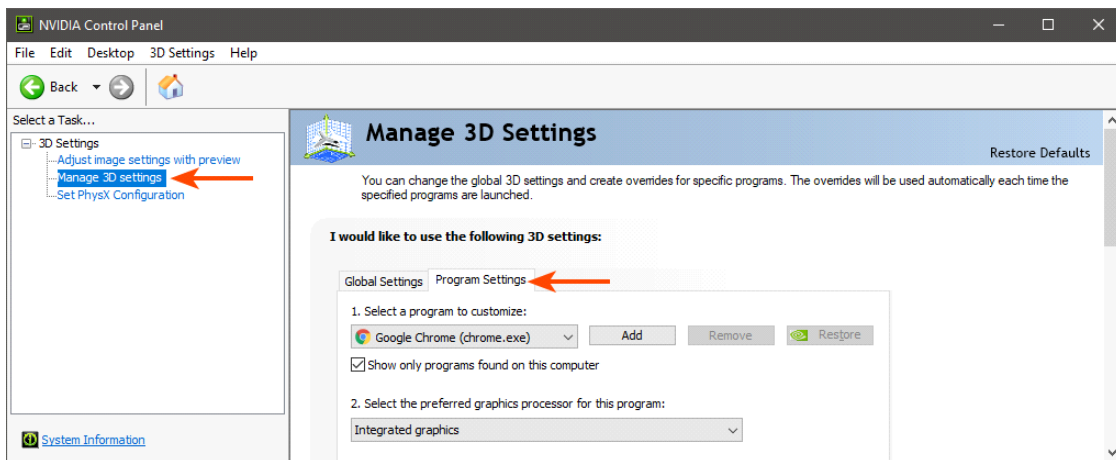 NVIDIA Control Panel
File Edit Desktop 3D Settings Help
Back
Select a Task...
3D Settings
Adjust image settings with preview
Manage 3D settings
Set PhysX Configuration
System Information
Manage 3D Settings
Restore Defaults
You can change the global 3D settings and create overrides for specific programs. The overrides will be used automatically each time the
specified programs are launched.
I would like to use the following 3D settings:
Global Settings Program Settings
1. Select a program to customize:
Google Chrome (chrome.exe) Add Remove Restore
Show only programs found on this computer
2. Select the preferred graphics processor for this program:
Integrated graphics